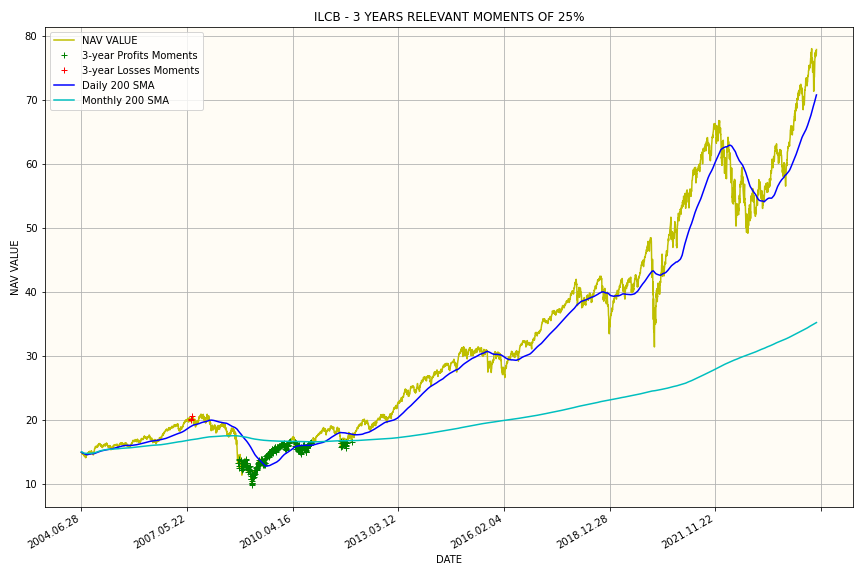 ILCB - 3 YEARS RELEVANT MOMENTS OF 25%
NAV VALUE
3-year Profits Moments
3-year Losses Moments
Daily 200 SMA
Monthly 200 SMA
80
70
60
50
40
30
20
10
NAV VALUE
2004.06.28
2007.05.22
2010.04.16
2013.03.12
2016.02.04
2018.12.28
2021.11.22
DATE